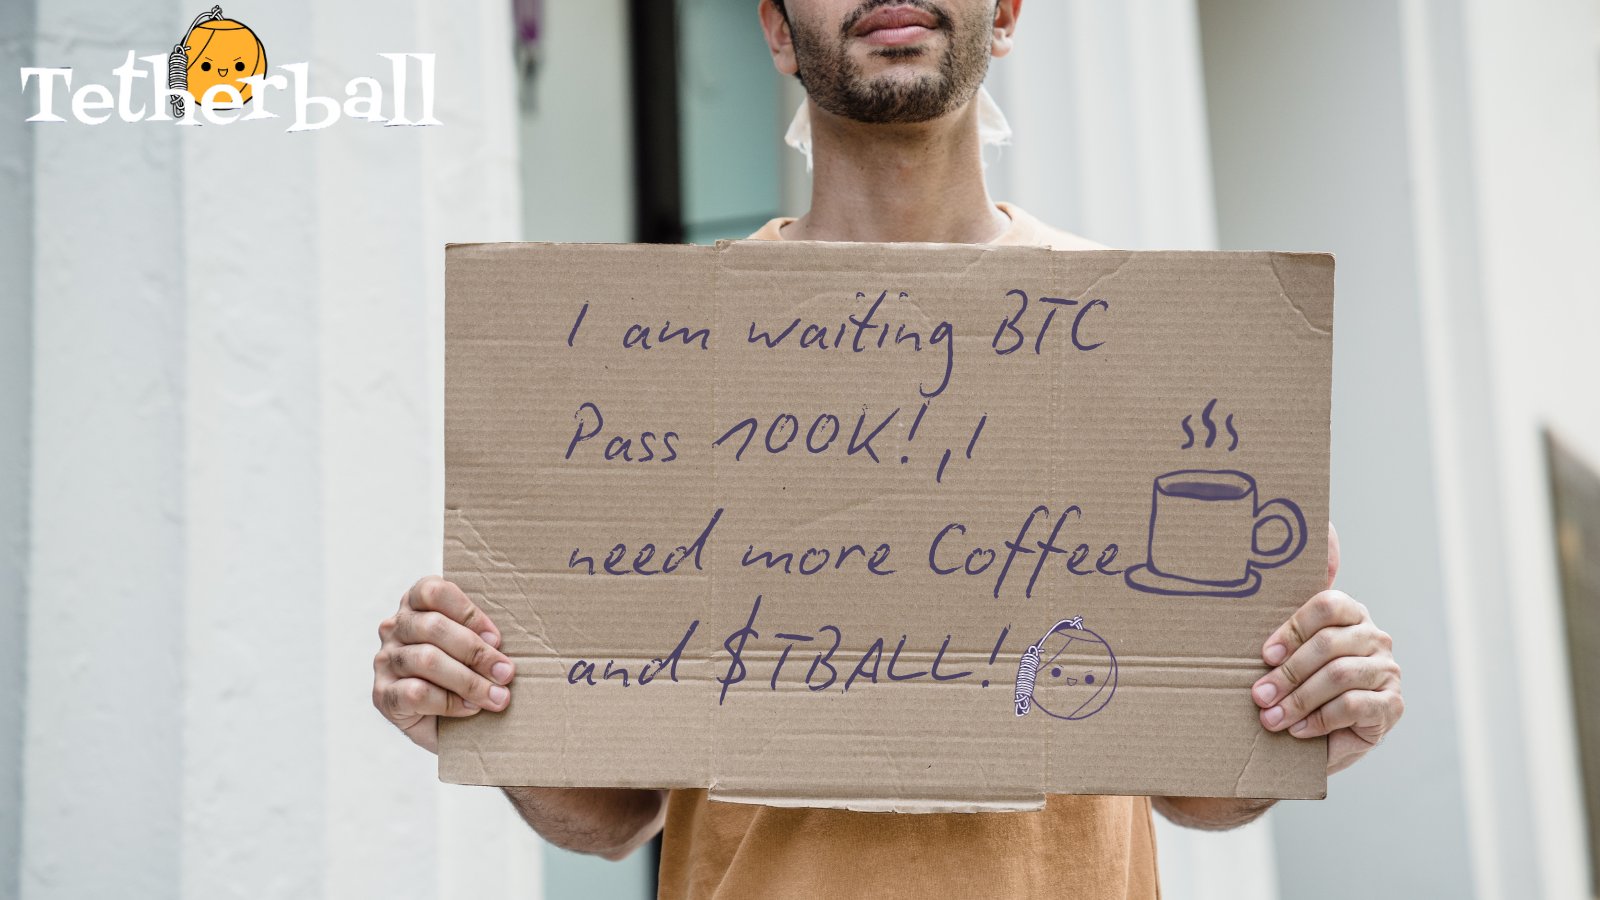 Tetherball
I am waiting BTC
Pass 100K!,I
need more Coffee
and $TBALL!